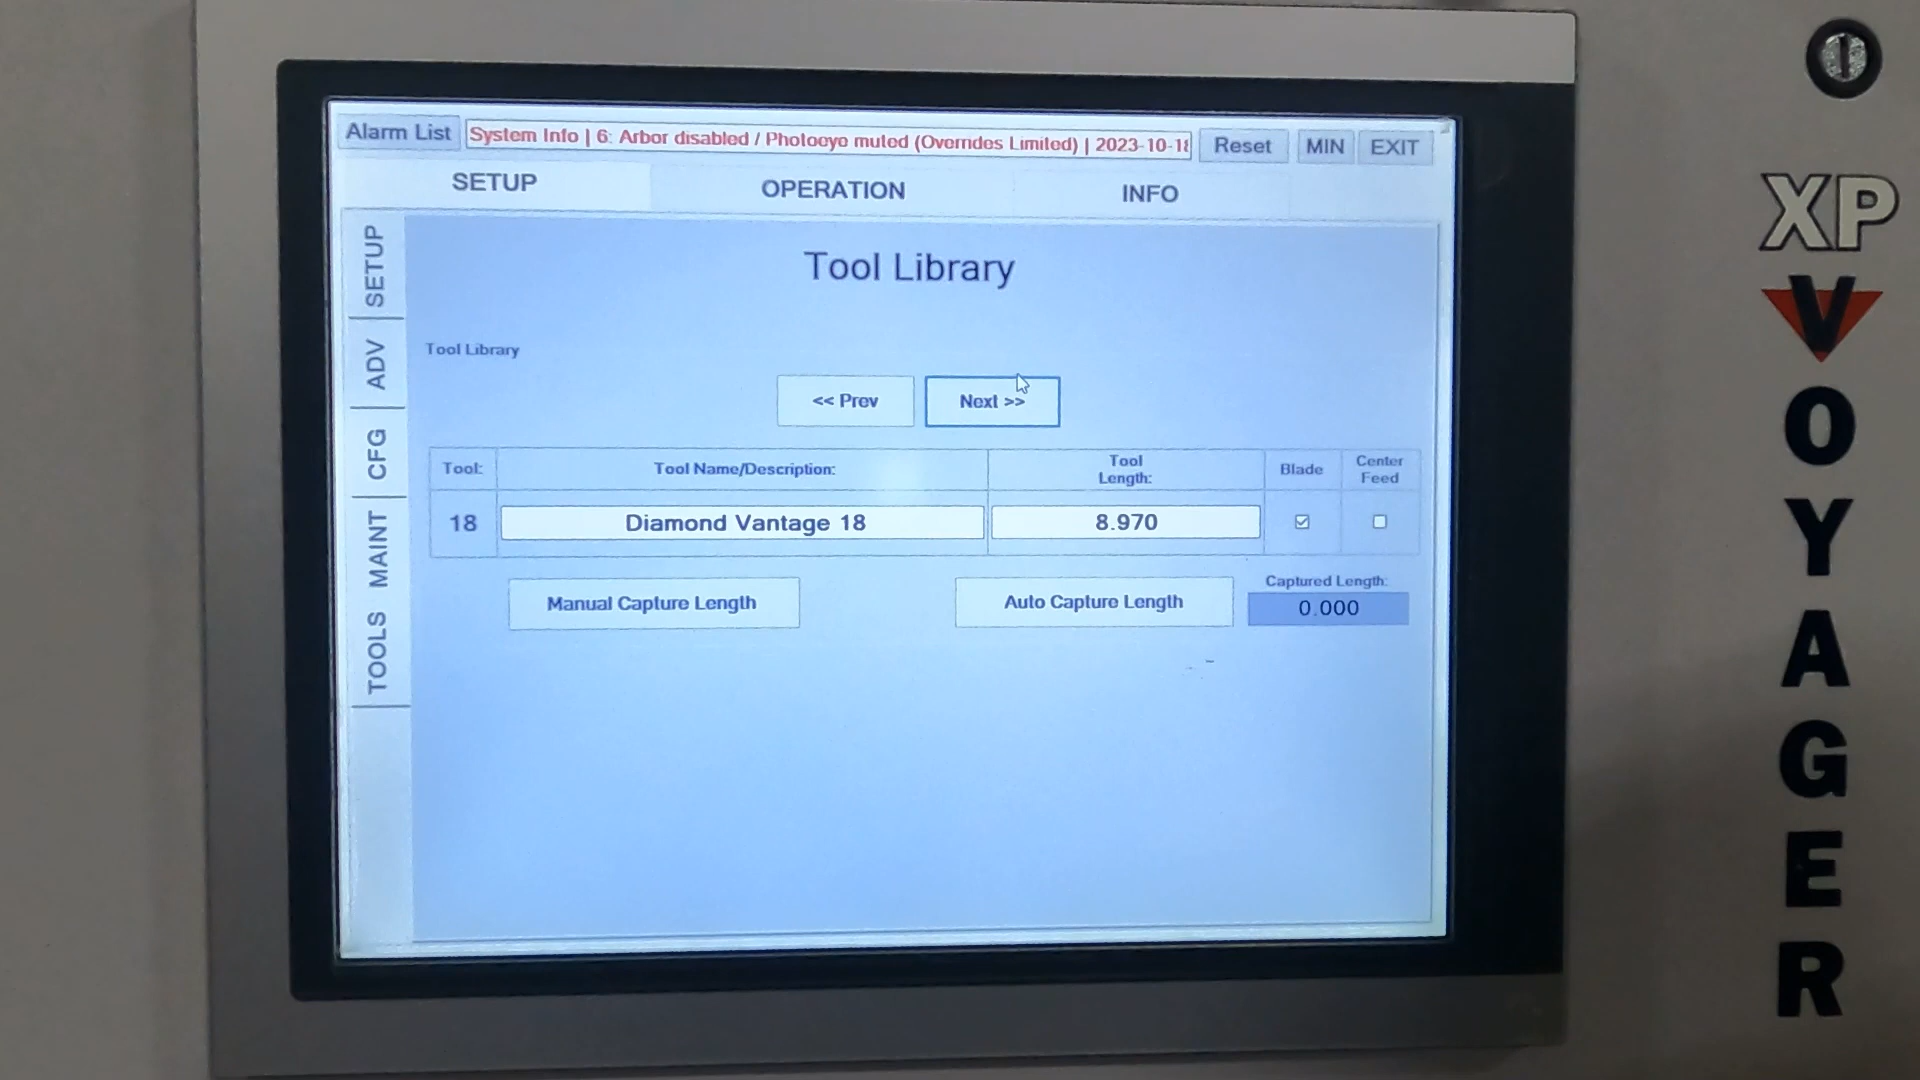 Alarm List
System Info | 6: Arbor disabled / Photoeye muted (Overrides Limited) | 2023-10-18
Reset
MIN
EXIT
SETUP
OPERATION
INFO
SETUP
ADV
CFG
MAINT
TOOLS
Tool Library
Tool Library
<< Prev
Next >>
Tool:
Tool Name/Description:
Tool
Length:
Blade
Center
Feed
18
Diamond Vantage 18
8.970
Manual Capture Length
Auto Capture Length
Captured Length:
0.000
XP
VOYAGER